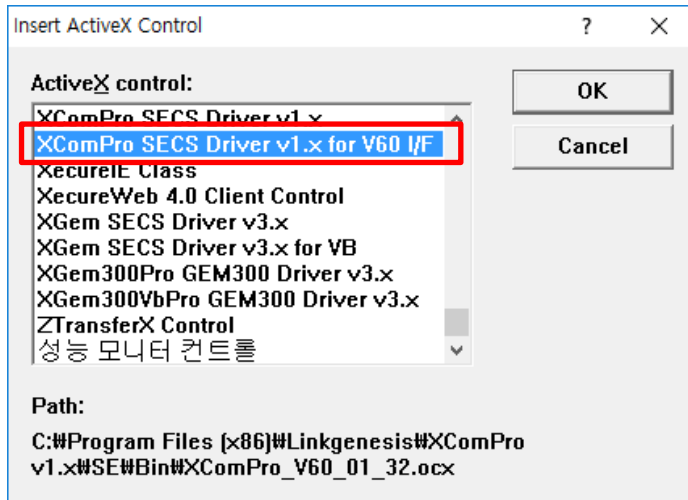 Insert ActiveX Control
?
ActiveX control:
OK
XComPro SECS Driver v1.x
XComPro SECS Driver v1.x for V60 I/F
Cancel
XecureIE Class
XecureWeb 4.0 Client Control
XGem SECS Driver v3.x
XGem SECS Driver v3.x for VB
XGem300Pro GEM300 Driver v3.x
XGem300VbPro GEM300 Driver v3.x
ZTransferX Control
성능 모니터 컨트롤
Path:
C:₩Program Files (x86)₩Linkgenesis₩XComPro
v1.x₩SE₩Bin₩XComPro_V60_01_32.ocx